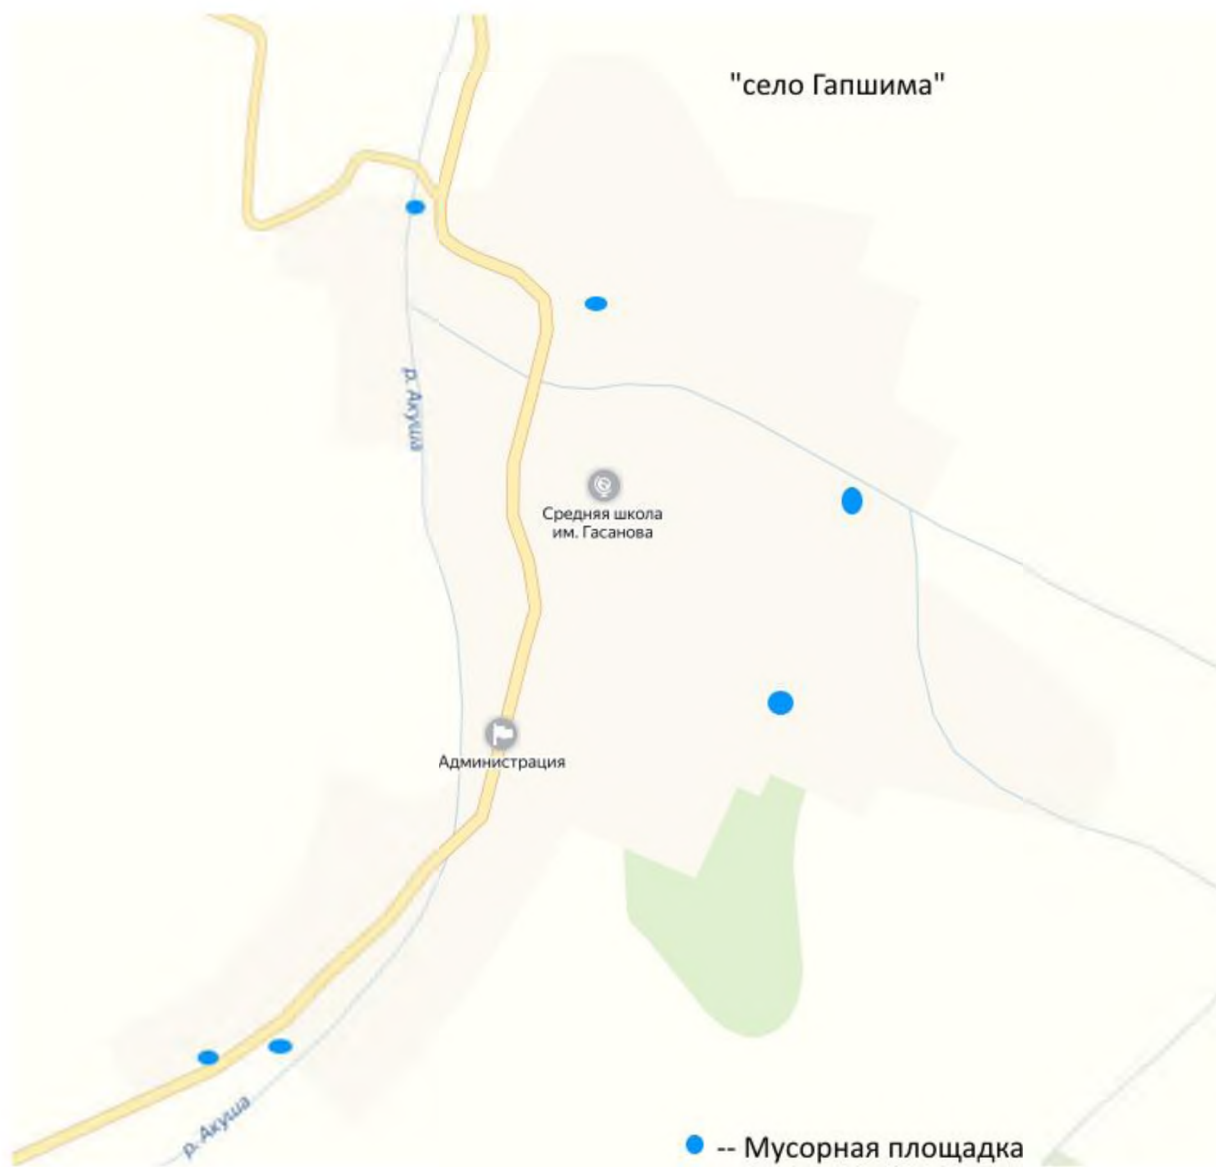 "село Гапшима"
р. Акуша
Средняя школа
им. Гасанова
Администрация
р. Акуша
-- Мусорная площадка